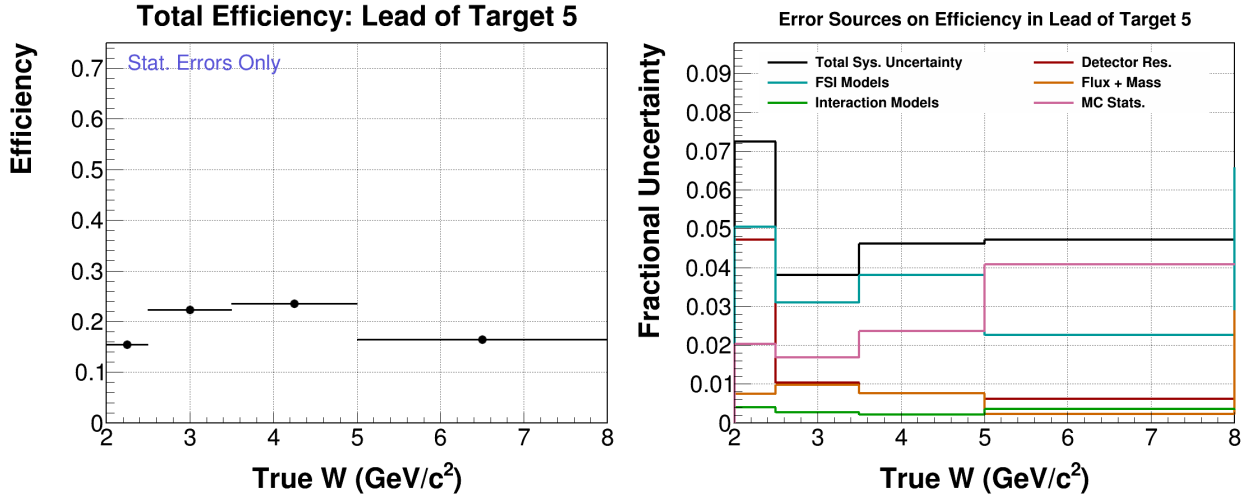 Total Efficiency: Lead of Target 5
Stat. Errors Only
Efficiency
0.7
0.6
0.5
0.4
0.3
0.2
0.1
0
2 3 4 5 6 7 8
True W (GeV/c²)
Error Sources on Efficiency in Lead of Target 5
Total Sys. Uncertainty
FSI Models
Interaction Models
Detector Res.
Flux + Mass
MC Stats.
Fractional Uncertainty
0.09
0.08
0.07
0.06
0.05
0.04
0.03
0.02
0.01
0
2 3 4 5 6 7 8
True W (GeV/c²)